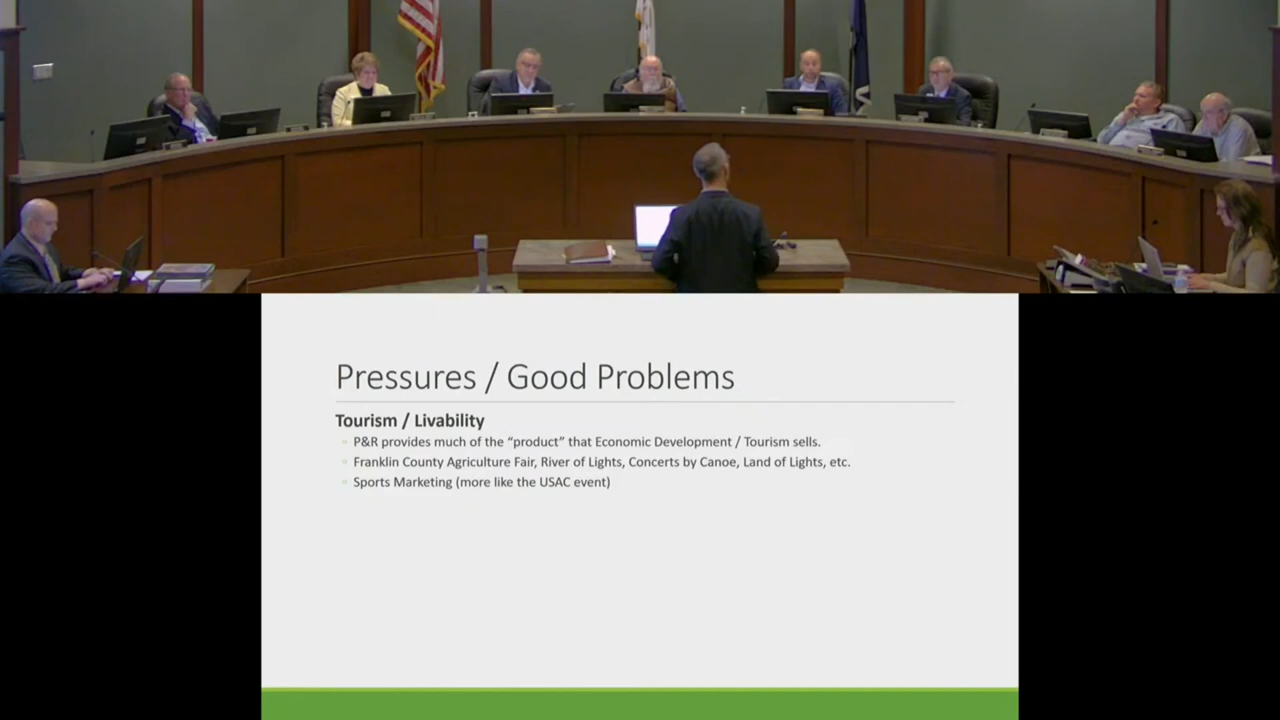 Pressures / Good Problems
Tourism / Livability
P&R provides much of the “product” that Economic Development / Tourism sells.
Franklin County Agriculture Fair, River of Lights, Concerts by Canoe, Land of Lights, etc.
Sports Marketing (more like the USAC event)